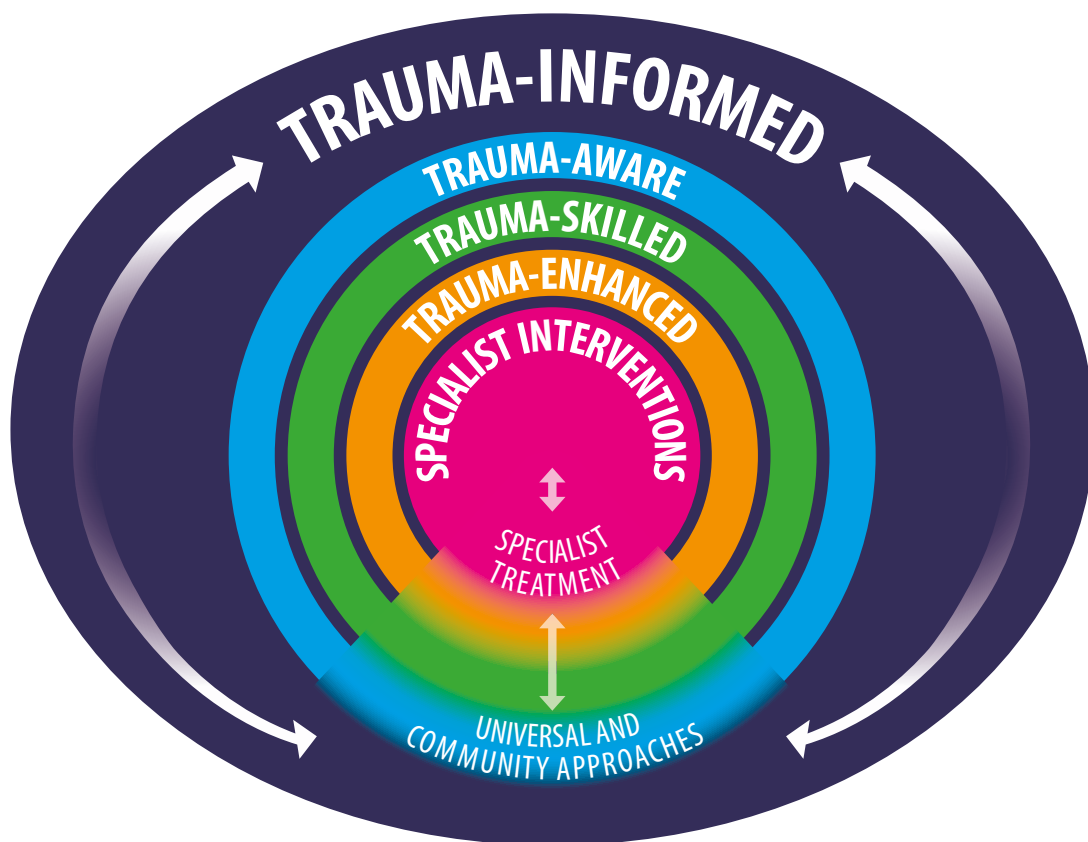 TRAUMA-INFORMED
TRAUMA-AWARE
TRAUMA-SKILLED
TRAUMA-ENHANCED
SPECIALIST INTERVENTIONS
SPECIALIST
TREATMENT
UNIVERSAL AND
COMMUNITY APPROACHES